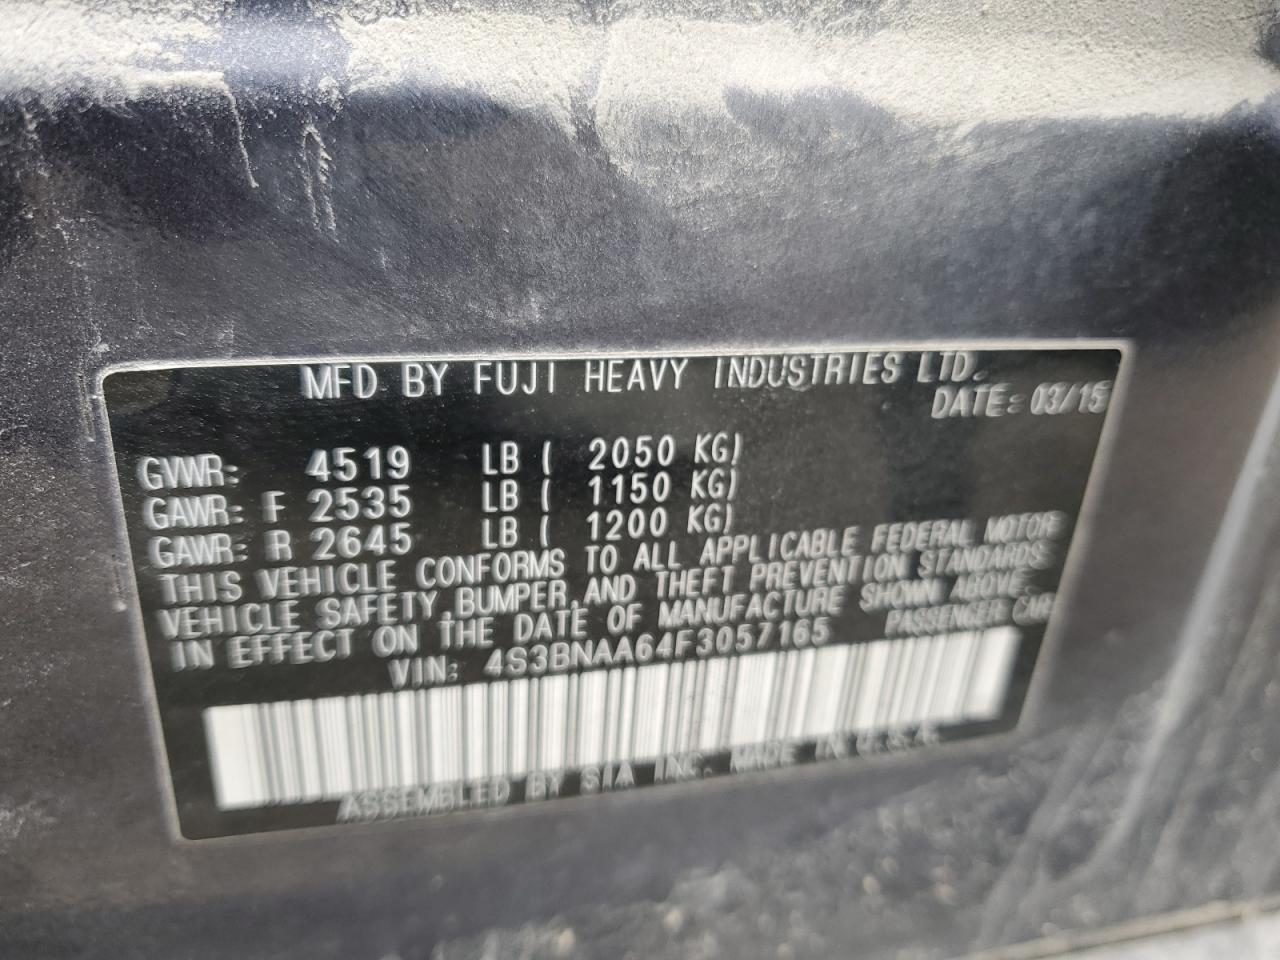 MFD BY FUJI HEAVY INDUSTRIES LTD.
DATE: 03/15
GVWR: 4519 LB ( 2050 KG)
GAWR: F 2535 LB ( 1150 KG)
GAWR: R 2645 LB ( 1200 KG)
THIS VEHICLE CONFORMS TO ALL APPLICABLE FEDERAL MOTOR
VEHICLE SAFETY, BUMPER, AND THEFT PREVENTION STANDARDS
IN EFFECT ON THE DATE OF MANUFACTURE SHOWN ABOVE.
VIN: 4S3BNAA64F3057165 PASSENGER CAR
ASSEMBLED BY SIA INC. MADE IN U.S.A.